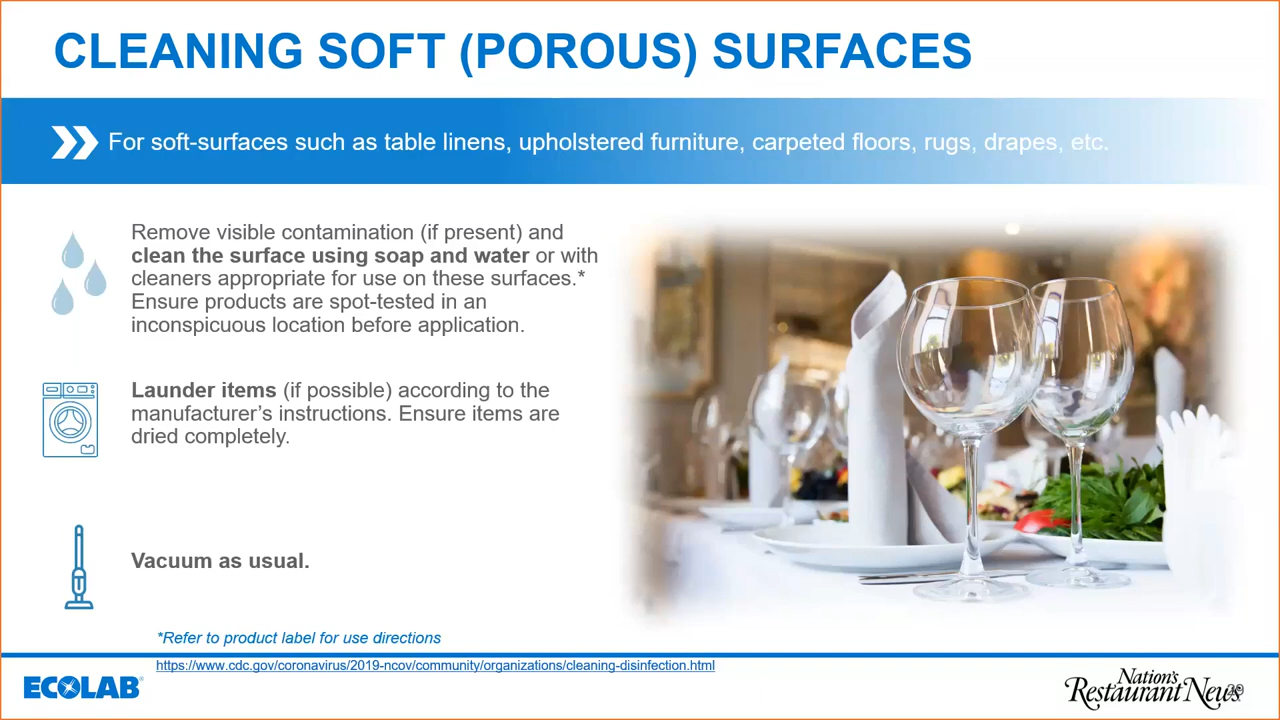 CLEANING SOFT (POROUS) SURFACES
For soft-surfaces such as table linens, upholstered furniture, carpeted floors, rugs, drapes, etc.
Remove visible contamination (if present) and
clean the surface using soap and water or with
cleaners appropriate for use on these surfaces.*
Ensure products are spot-tested in an
inconspicuous location before application.
Launder items (if possible) according to the
manufacturer's instructions. Ensure items are
dried completely.
Vacuum as usual.
*Refer to product label for use directions
https://www.cdc.gov/coronavirus/2019-ncov/community/organizations/cleaning-disinfection.html
ECOLAB®
Nation's
Restaurant News